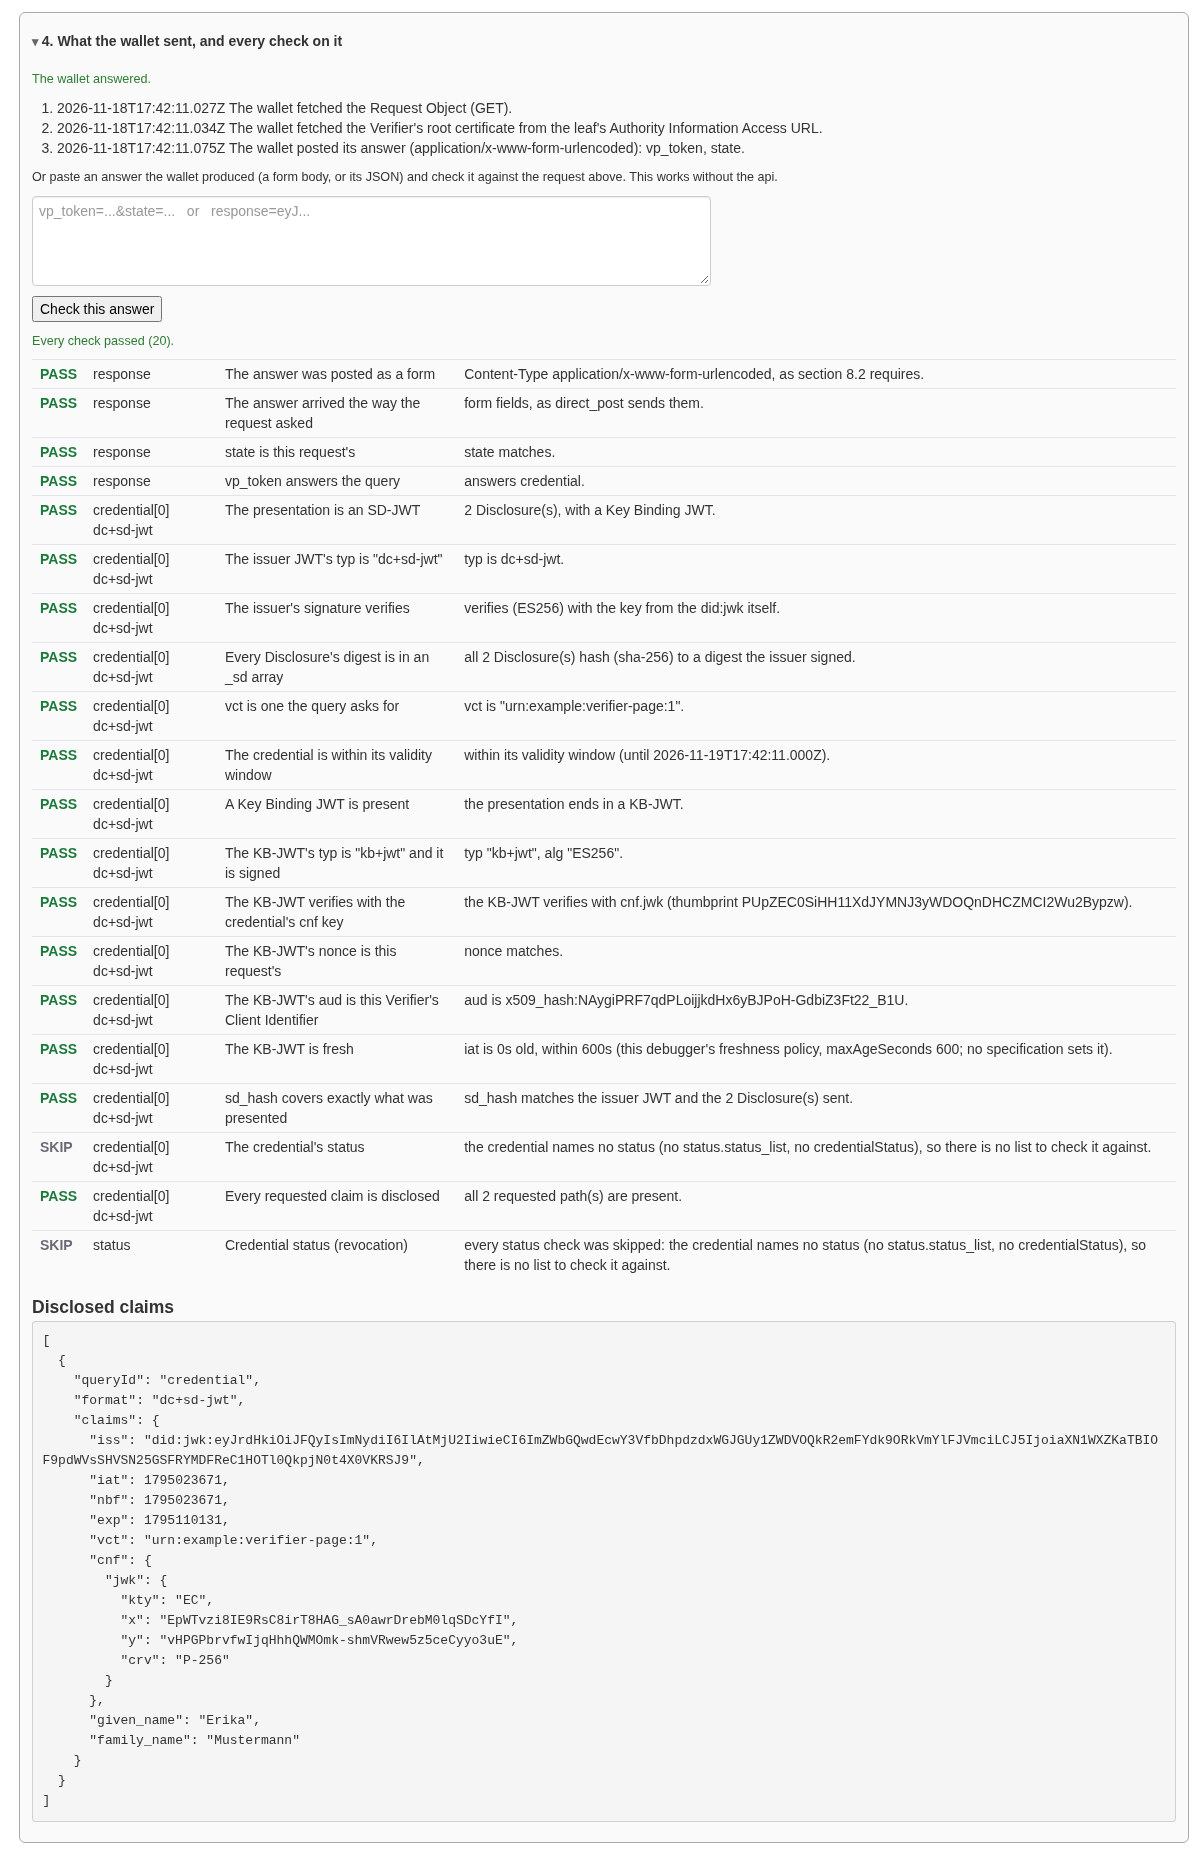 ▾ 4. What the wallet sent, and every check on it
The wallet answered.
1. 2026-11-18T17:42:11.027Z The wallet fetched the Request Object (GET).
2. 2026-11-18T17:42:11.034Z The wallet fetched the Verifier's root certificate from the leaf's Authority Information Access URL.
3. 2026-11-18T17:42:11.075Z The wallet posted its answer (application/x-www-form-urlencoded): vp_token, state.
Or paste an answer the wallet produced (a form body, or its JSON) and check it against the request above. This works without the api.
vp_token=...&state=... or response=eyJ...
Check this answer
Every check passed (20).
PASS response The answer was posted as a form Content-Type application/x-www-form-urlencoded, as section 8.2 requires.
PASS response The answer arrived the way the form fields, as direct_post sends them.
request asked
PASS response state is this request's state matches.
PASS response vp_token answers the query answers credential.
PASS credential[0] The presentation is an SD-JWT 2 Disclosure(s), with a Key Binding JWT.
dc+sd-jwt
PASS credential[0] The issuer JWT's typ is "dc+sd-jwt" typ is dc+sd-jwt.
dc+sd-jwt
PASS credential[0] The issuer's signature verifies verifies (ES256) with the key from the did:jwk itself.
dc+sd-jwt
PASS credential[0] Every Disclosure's digest is in an all 2 Disclosure(s) hash (sha-256) to a digest the issuer signed.
dc+sd-jwt _sd array
PASS credential[0] vct is one the query asks for vct is "urn:example:verifier-page:1".
dc+sd-jwt
PASS credential[0] The credential is within its validity within its validity window (until 2026-11-19T17:42:11.000Z).
dc+sd-jwt window
PASS credential[0] A Key Binding JWT is present the presentation ends in a KB-JWT.
dc+sd-jwt
PASS credential[0] The KB-JWT's typ is "kb+jwt" and it typ "kb+jwt", alg "ES256".
dc+sd-jwt is signed
PASS credential[0] The KB-JWT verifies with the the KB-JWT verifies with cnf.jwk (thumbprint PUpZEC0SiHH11XdJYMNJ3yWDOQnDHCZMCI2Wu2Bypzw).
dc+sd-jwt credential's cnf key
PASS credential[0] The KB-JWT's nonce is this nonce matches.
dc+sd-jwt request's
PASS credential[0] The KB-JWT's aud is this Verifier's aud is x509_hash:NAygiPRF7qdPLoijjkdHx6yBJPoH-GdbiZ3Ft22_B1U.
dc+sd-jwt Client Identifier
PASS credential[0] The KB-JWT is fresh iat is 0s old, within 600s (this debugger's freshness policy, maxAgeSeconds 600; no specification sets it).
dc+sd-jwt
PASS credential[0] sd_hash covers exactly what was sd_hash matches the issuer JWT and the 2 Disclosure(s) sent.
dc+sd-jwt presented
SKIP credential[0] The credential's status the credential names no status (no status.status_list, no credentialStatus), so there is no list to check it against.
dc+sd-jwt
PASS credential[0] Every requested claim is disclosed all 2 requested path(s) are present.
dc+sd-jwt
SKIP status Credential status (revocation) every status check was skipped: the credential names no status (no status.status_list, no credentialStatus), so
there is no list to check it against.
Disclosed claims
[
{
"queryId": "credential",
"format": "dc+sd-jwt",
"claims": {
"iss": "did:jwk:eyJrdHkiOiJFQyIsImNydiI6IlAtMjU2IiwieCI6ImZWbGQwdEcwY3VfbDhpdzdxWGJGUy1ZWDVOQkR2emFYdk9ORkVmYlFJVmciLCJ5IjoiaXN1WXZKaTBIO
F9pdWVsSHVSN25GSFRYMDFReC1HOTl0QkpjN0t4X0VKRSJ9",
"iat": 1795023671,
"nbf": 1795023671,
"exp": 1795110131,
"vct": "urn:example:verifier-page:1",
"cnf": {
"jwk": {
"kty": "EC",
"x": "EpWTvzi8IE9RsC8irT8HAG_sA0awrDrebM0lqSDcYfI",
"y": "vHPGPbrvfwIjqHhhQWMOmk-shmVRwew5z5ceCyyo3uE",
"crv": "P-256"
}
},
"given_name": "Erika",
"family_name": "Mustermann"
}
}
]